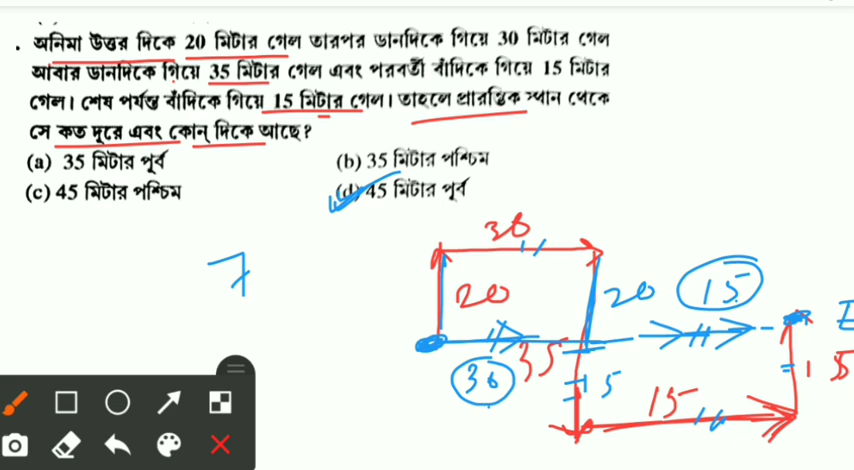 . অনিমা উত্তর দিকে 20 মিটার গেল তারপর ডানদিকে গিয়ে 30 মিটার গেল
আবার ডানদিকে গিয়ে 35 মিটার গেল এবং পরবর্তী বাঁদিকে গিয়ে 15 মিটার
গেল। শেষ পর্যন্ত বাঁদিকে গিয়ে 15 মিটার গেল। তাহলে প্রারম্ভিক স্থান থেকে
সে কত দূরে এবং কোন্ দিকে আছে?
(a) 35 মিটার পূর্ব (b) 35 মিটার পশ্চিম
(c) 45 মিটার পশ্চিম (d) 45 মিটার পূর্ব
30
7 20 20 15 E
30 35 15 15
15